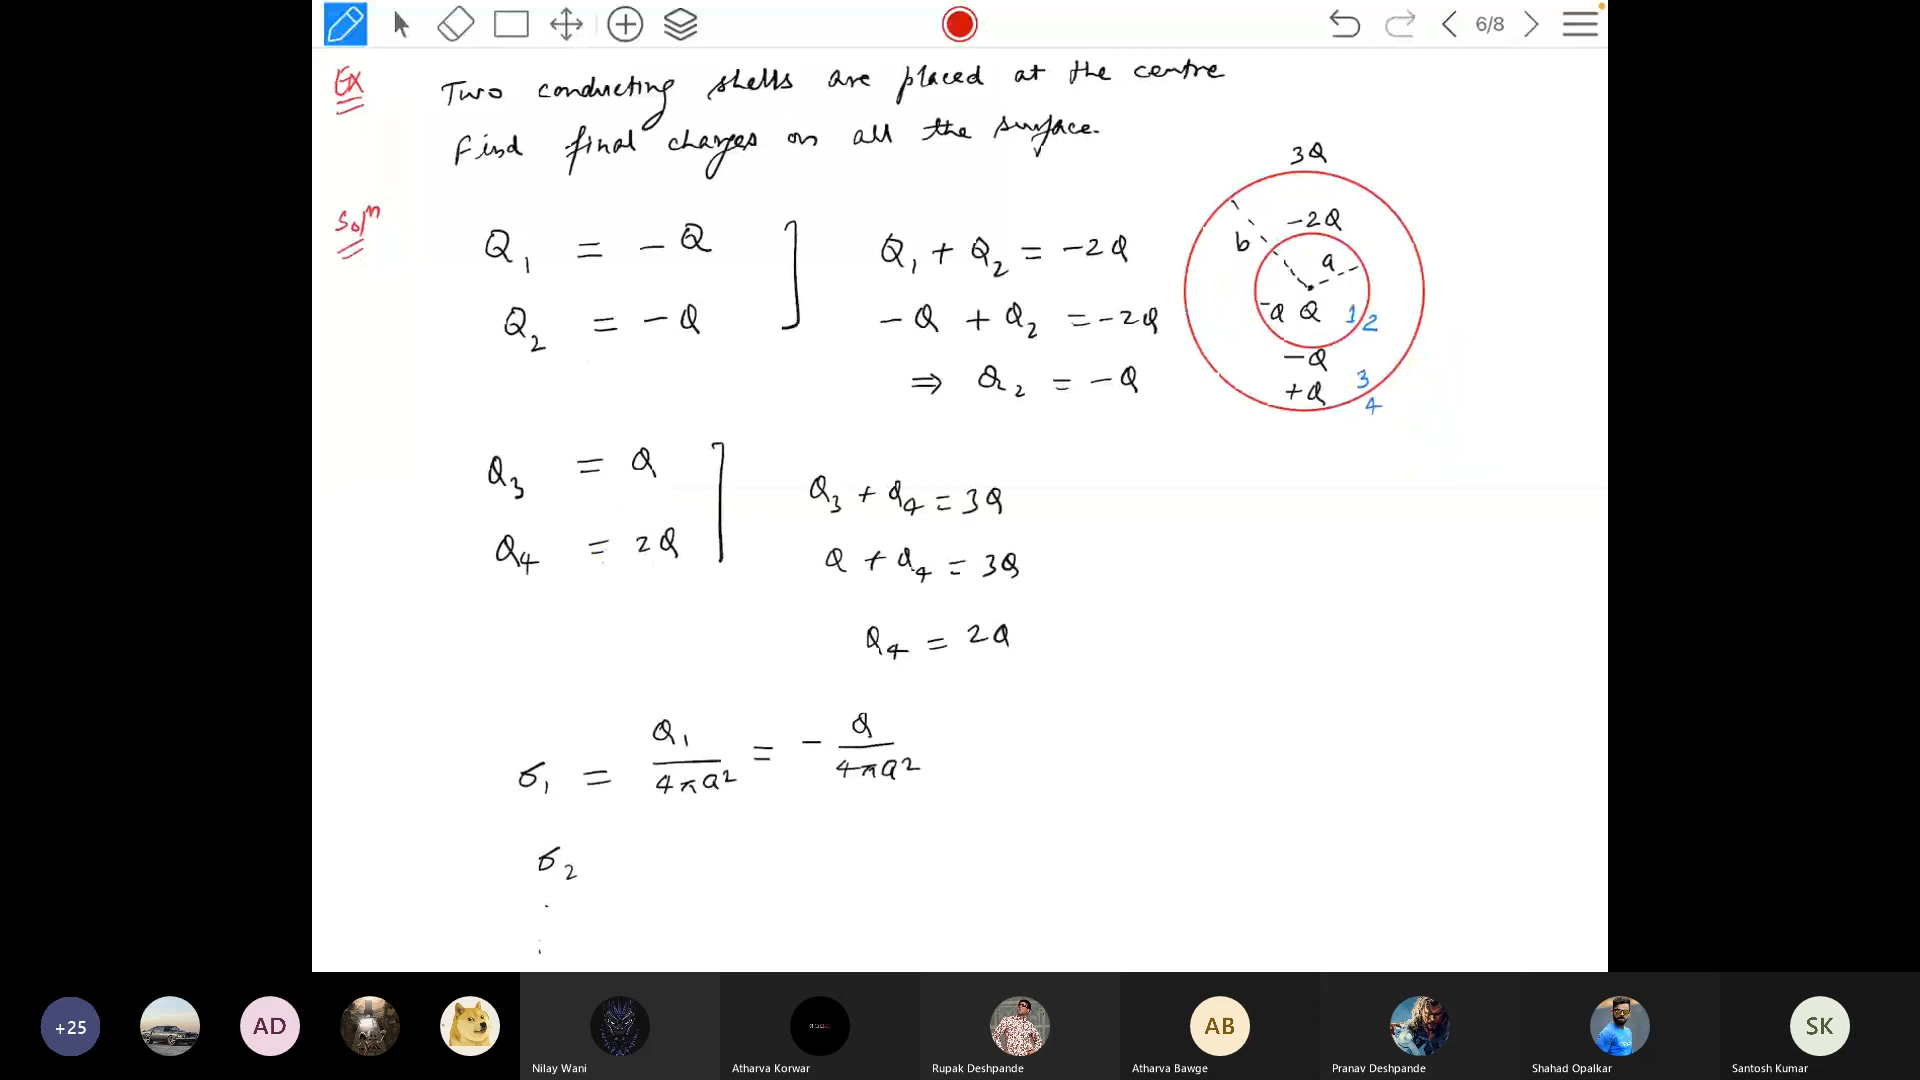 6/8
Ex
Two conducting shells are placed at the centre
Find final charges on all the surface.
Solⁿ
Q₁ = - Q
Q₂ = - Q
Q₁ + Q₂ = -2Q
- Q + Q₂ = -2Q
⇒ Q₂ = - Q
3Q
-2Q
b
a
-Q Q 1 2
-Q
+Q 3
4
Q₃ = Q
Q₄ = 2Q
Q₃ + Q₄ = 3Q
Q + Q₄ = 3Q
Q₄ = 2Q
σ₁ = Q₁/4πa² = - Q/4πa²
σ₂
+25
AD
Nilay Wani
Atharva Korwar
Rupak Deshpande
AB
Atharva Bawge
Pranav Deshpande
Shahad Opalkar
SK
Santosh Kumar